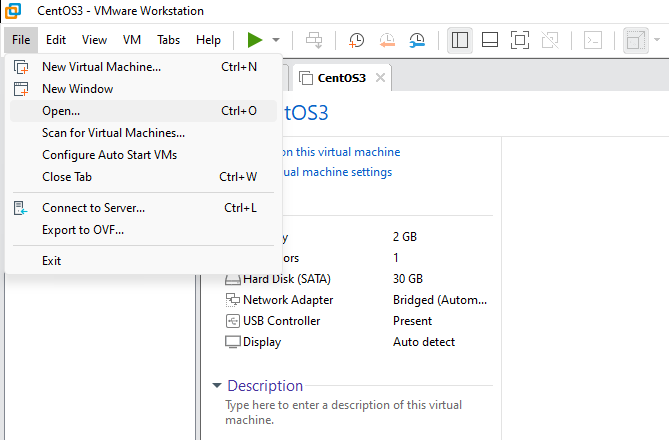 CentOS3 - VMware Workstation
File Edit View VM Tabs Help
New Virtual Machine... Ctrl+N
New Window
Open... Ctrl+O
Scan for Virtual Machines...
Configure Auto Start VMs
Close Tab Ctrl+W
Connect to Server... Ctrl+L
Export to OVF...
Exit
CentOS3
tOS3
on this virtual machine
ual machine settings
y 2 GB
ors 1
Hard Disk (SATA) 30 GB
Network Adapter Bridged (Autom...
USB Controller Present
Display Auto detect
Description
Type here to enter a description of this virtual
machine.